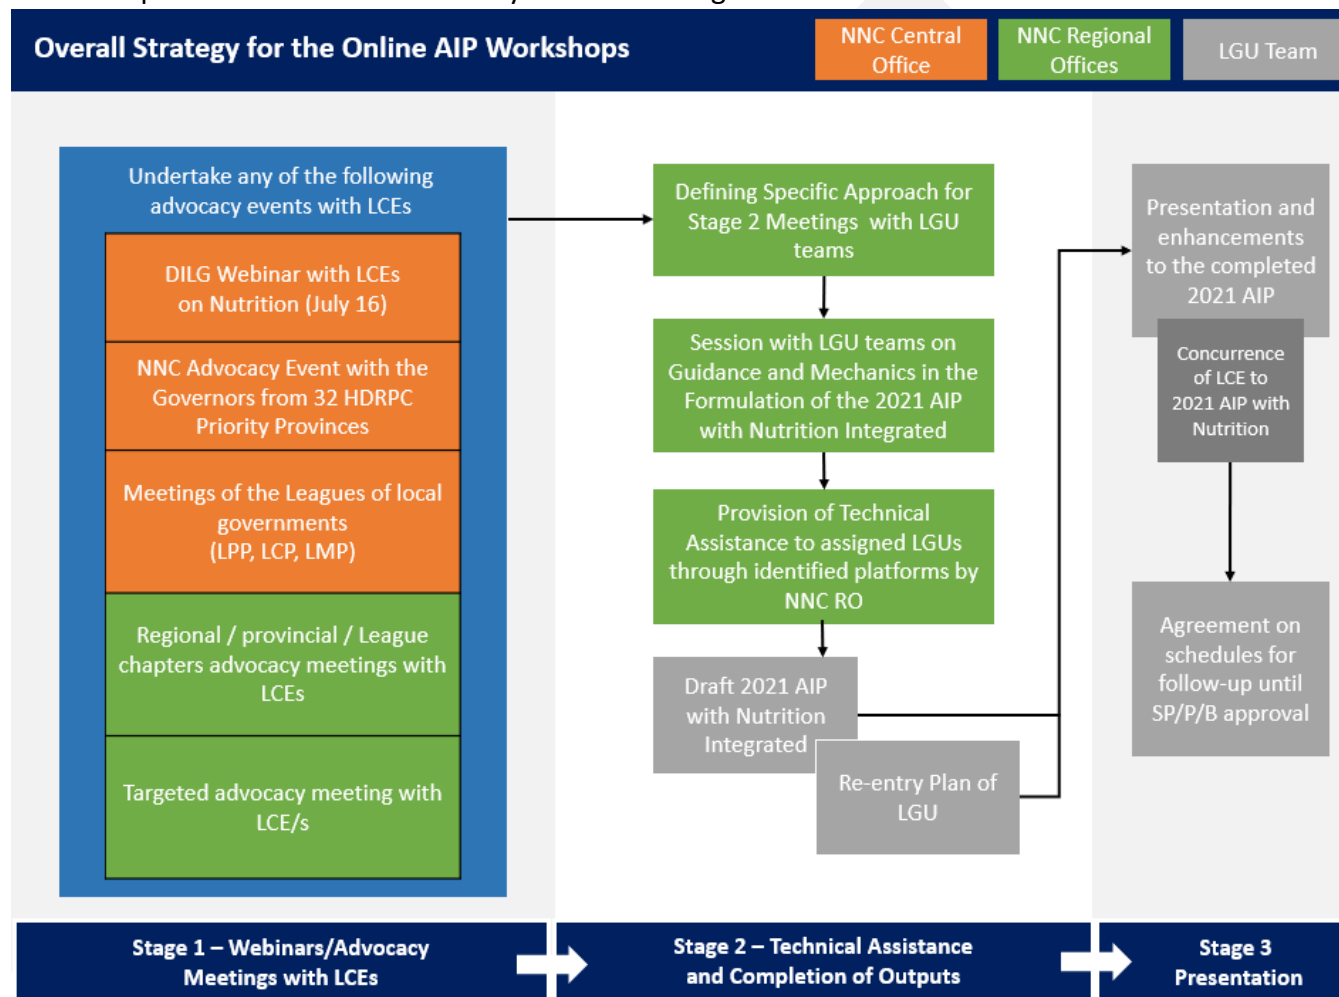 Overall Strategy for the Online AIP Workshops
NNC Central
Office
NNC Regional
Offices
LGU Team
Undertake any of the following
advocacy events with LCEs
DILG Webinar with LCEs
on Nutrition (July 16)
NNC Advocacy Event with the
Governors from 32 HDRPC
Priority Provinces
Meetings of the Leagues of local
governments
(LPP, LCP, LMP)
Regional / provincial / League
chapters advocacy meetings with
LCEs
Targeted advocacy meeting with
LCE/s
Defining Specific Approach for
Stage 2 Meetings with LGU
teams
Session with LGU teams on
Guidance and Mechanics in the
Formulation of the 2021 AIP
with Nutrition Integrated
Provision of Technical
Assistance to assigned LGUs
through identified platforms by
NNC RO
Draft 2021 AIP
with Nutrition
Integrated
Re-entry Plan of
LGU
Presentation and
enhancements
to the completed
2021 AIP
Concurrence
of LCE to
2021 AIP with
Nutrition
Agreement on
schedules for
follow-up until
SP/P/B approval
Stage 1 – Webinars/Advocacy
Meetings with LCEs
Stage 2 – Technical Assistance
and Completion of Outputs
Stage 3
Presentation